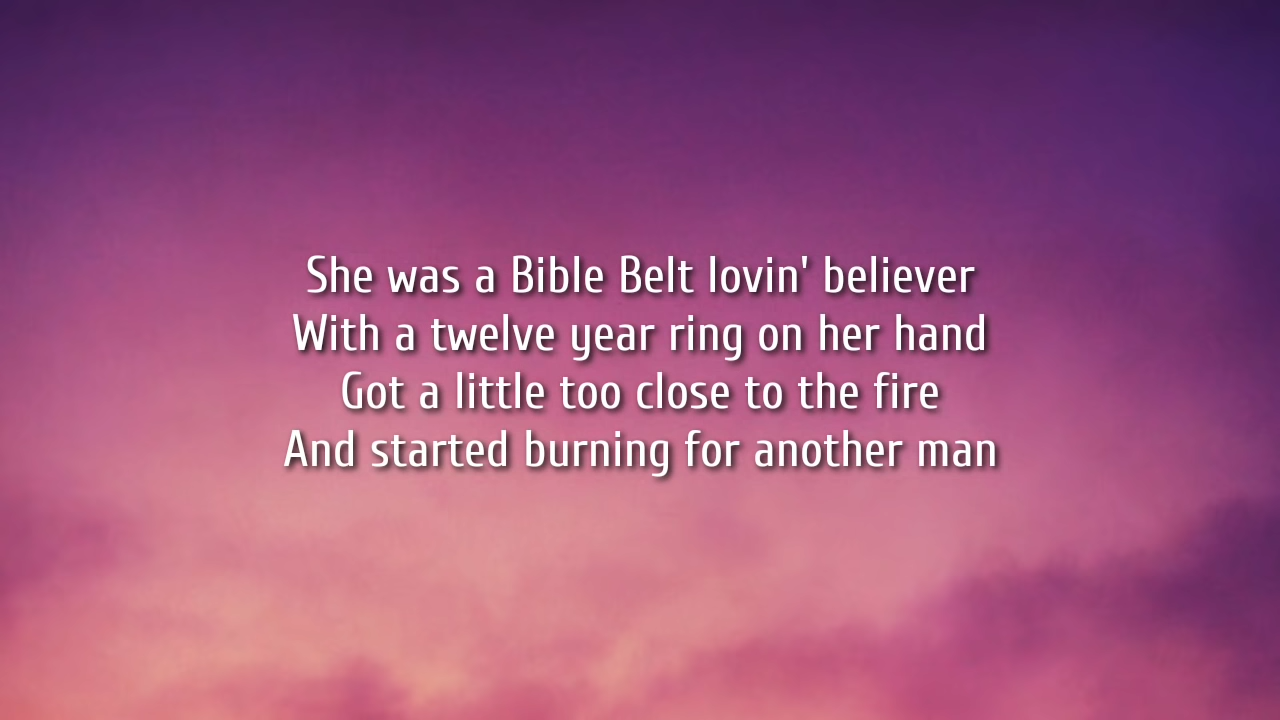 She was a Bible Belt lovin' believer
With a twelve year ring on her hand
Got a little too close to the fire
And started burning for another man